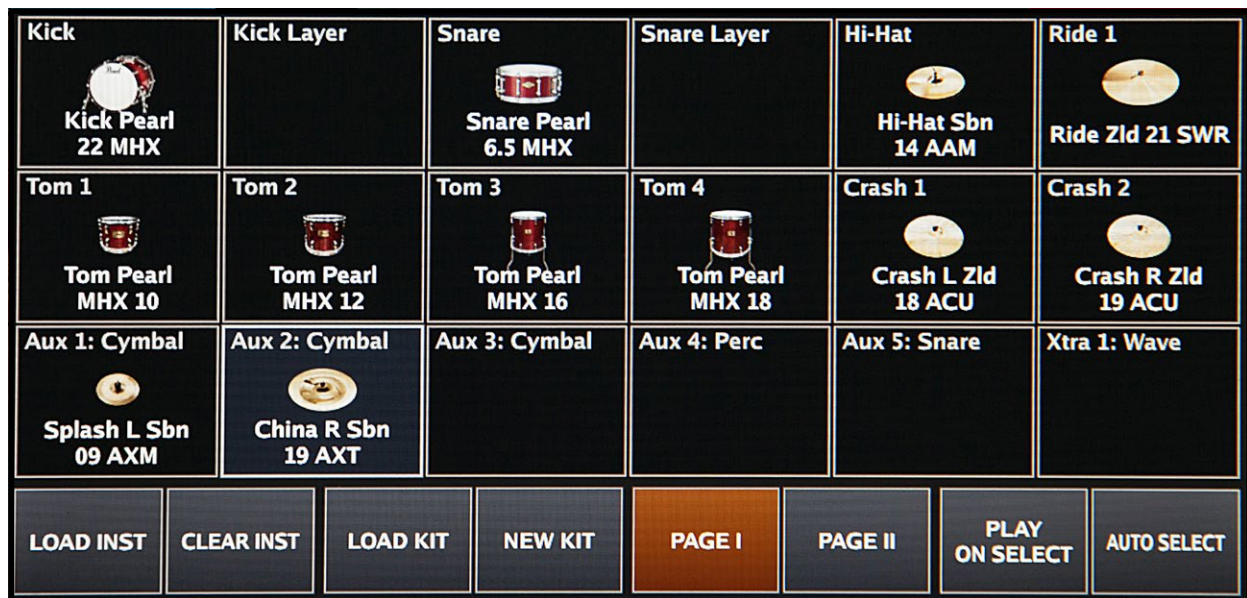 Kick
Kick Layer
Snare
Snare Layer
Hi-Hat
Ride 1
Kick Pearl
22 MHX
Snare Pearl
6.5 MHX
Hi-Hat Sbn
14 AAM
Ride Zld 21 SWR
Tom 1
Tom 2
Tom 3
Tom 4
Crash 1
Crash 2
Tom Pearl
MHX 10
Tom Pearl
MHX 12
Tom Pearl
MHX 16
Tom Pearl
MHX 18
Crash L Zld
18 ACU
Crash R Zld
19 ACU
Aux 1: Cymbal
Aux 2: Cymbal
Aux 3: Cymbal
Aux 4: Perc
Aux 5: Snare
Xtra 1: Wave
Splash L Sbn
09 AXM
China R Sbn
19 AXT
LOAD INST
CLEAR INST
LOAD KIT
NEW KIT
PAGE I
PAGE II
PLAY
ON SELECT
AUTO SELECT